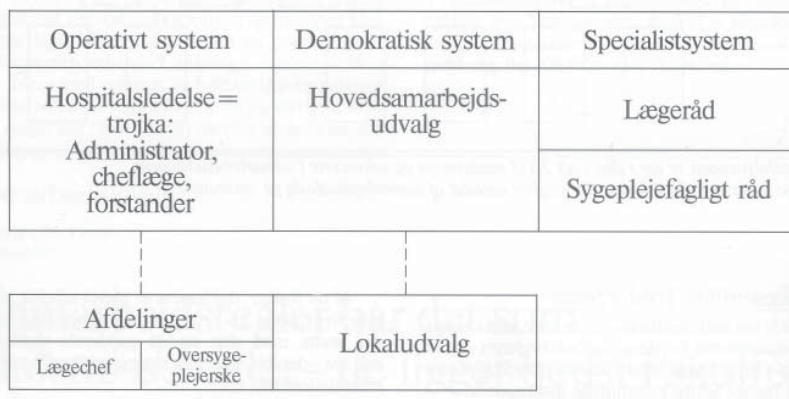 Operativt system
Demokratisk system
Specialistsystem
Hospitalsledelse=
trojka:
Administrator,
cheflæge,
forstander
Hovedsamarbejds-
udvalg
Lægeråd
Sygeplejefagligt råd
Afdelinger
Lægechef
Oversyge-
plejerske
Lokaludvalg